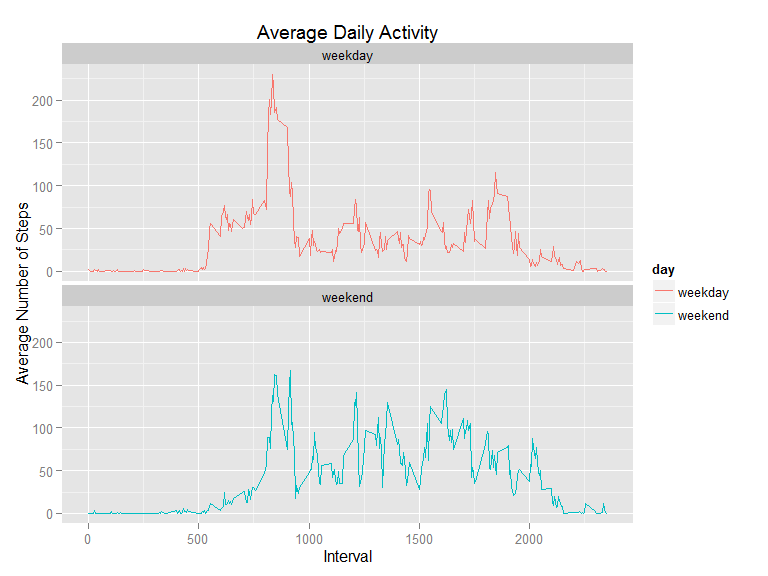 Average Daily Activity
weekday
200
150
100
50
0
weekend
200
150
100
50
0
0 500 1000 1500 2000
Interval
Average Number of Steps
day
weekday
weekend